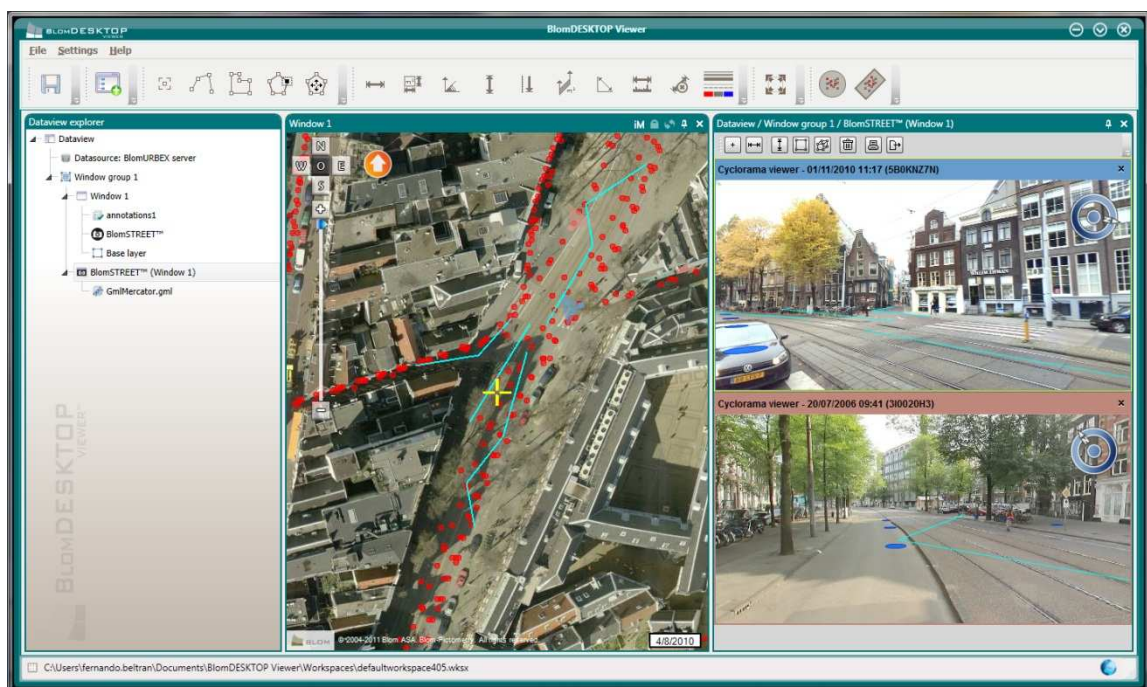 BLOMDESKTOP
VIEWER
BlomDESKTOP Viewer
File Settings Help
Dataview explorer
Dataview
Datasource: BlomURBEX server
Window group 1
Window 1
annotations1
BlomSTREET™
Base layer
BlomSTREET™ (Window 1)
GmlMercator.gml
BLOMDESKTOP
VIEWER™
Window 1
iM
N
W O E
S
BLOM © 2004-2011 Blom ASA, Blom Pictometry. All rights reserved.
4/8/2010
Dataview / Window group 1 / BlomSTREET™ (Window 1)
Cyclorama viewer - 01/11/2010 11:17 (5B0KNZ7N)
Cyclorama viewer - 20/07/2006 09:41 (3I0020H3)
C:\Users\fernando.beltran\Documents\BlomDESKTOP Viewer\Workspaces\defaultworkspace405.wksx